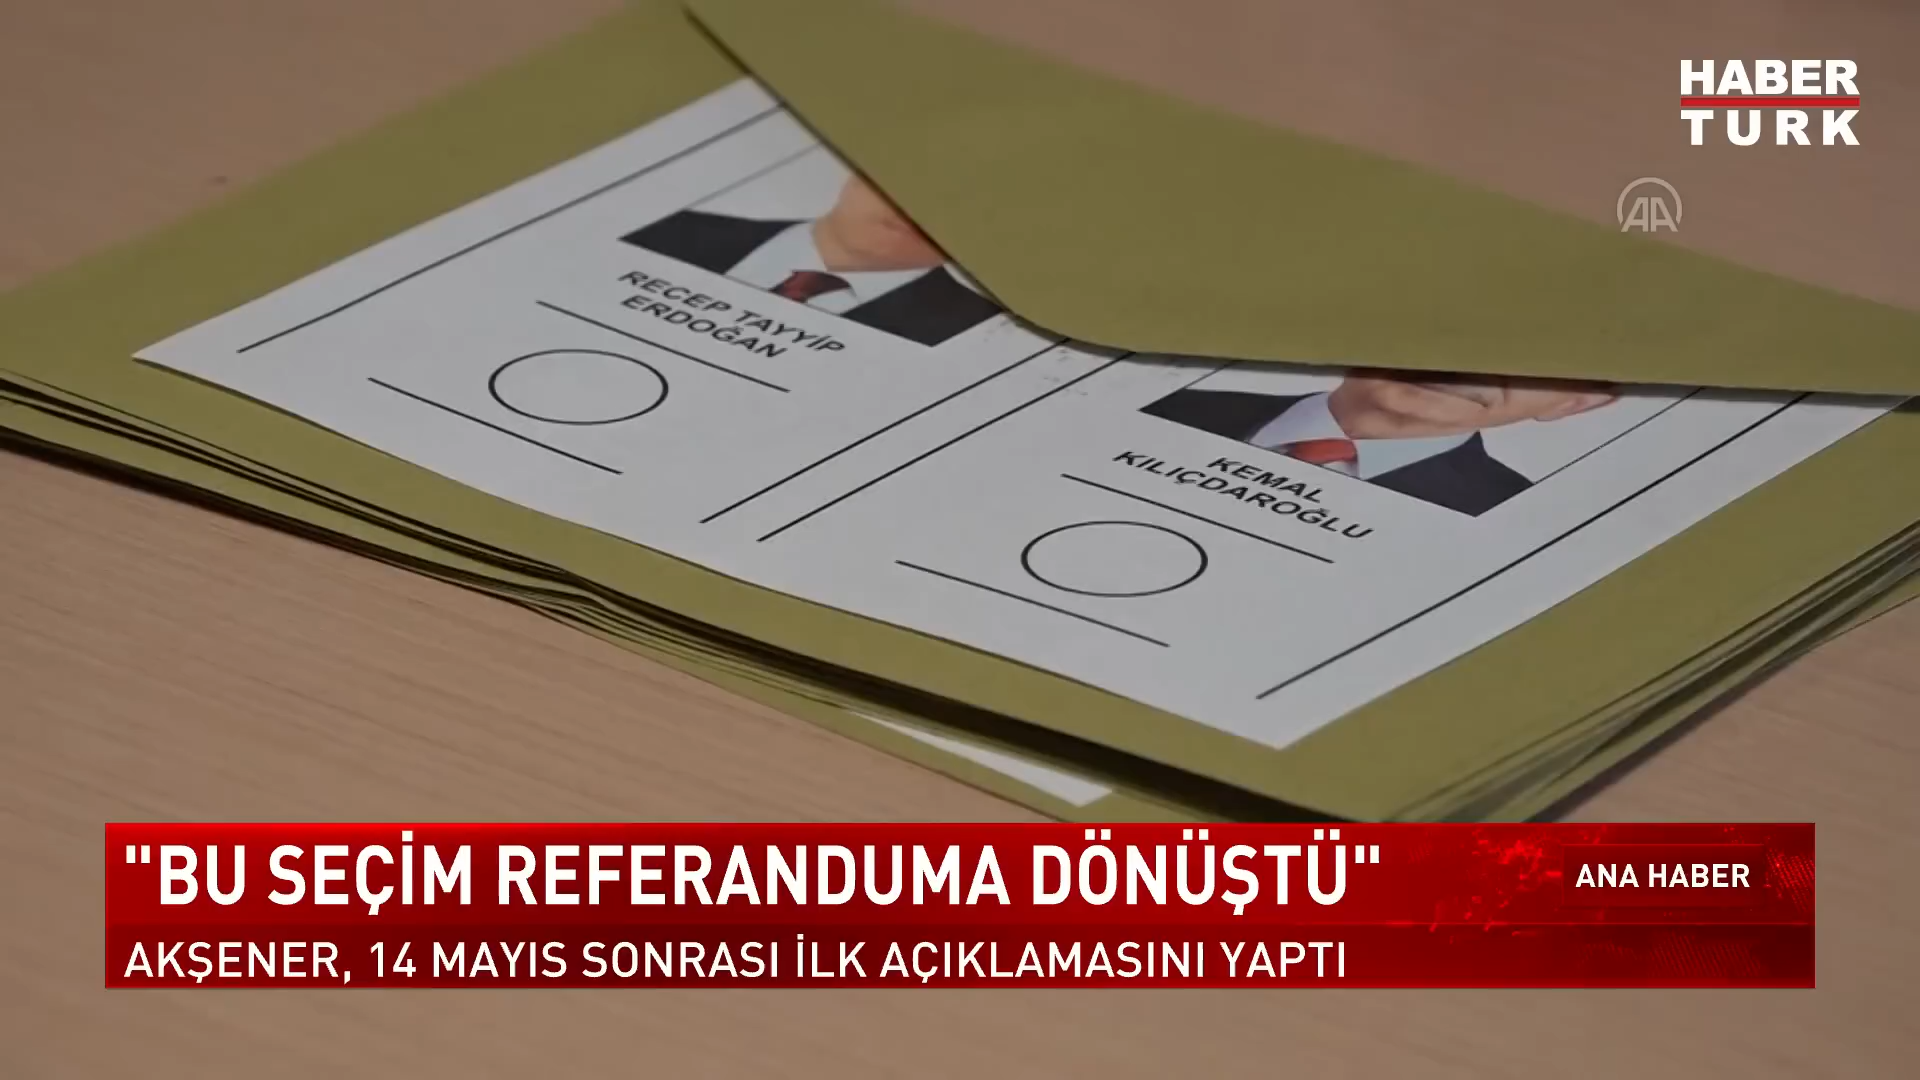 HABER
TURK
AA
RECEP TAYYİP
ERDOĞAN
KEMAL
KILIÇDAROĞLU
"BU SEÇİM REFERANDUMA DÖNÜŞTÜ"
ANA HABER
AKŞENER, 14 MAYIS SONRASI İLK AÇIKLAMASINI YAPTI